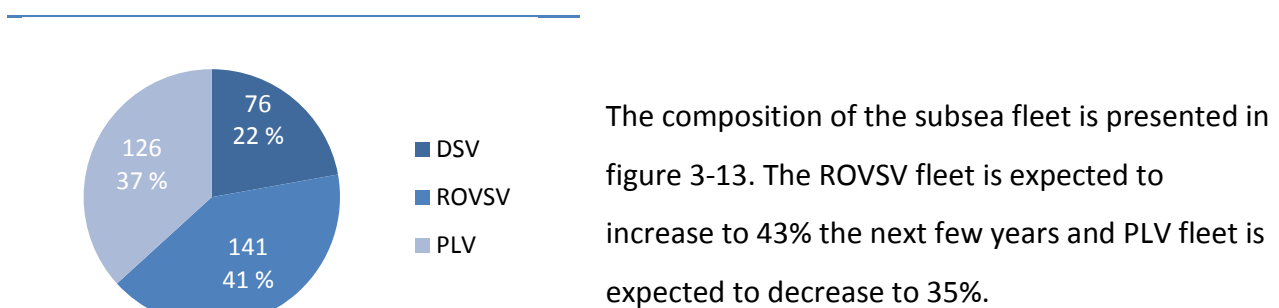 76
22 %
126
37 %
141
41 %
DSV
ROVSV
PLV
The composition of the subsea fleet is presented in
figure 3-13. The ROVSV fleet is expected to
increase to 43% the next few years and PLV fleet is
expected to decrease to 35%.